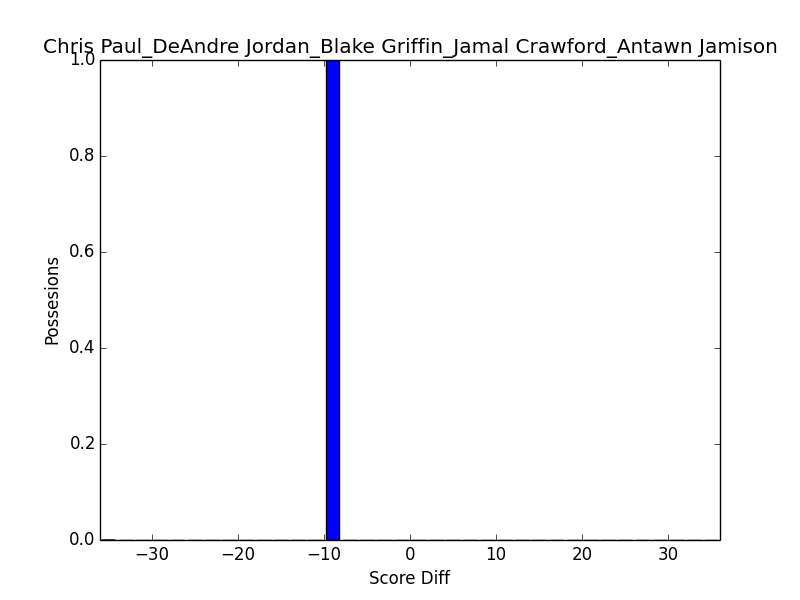 Chris Paul_DeAndre Jordan_Blake Griffin_Jamal Crawford_Antawn Jamison
1.0
0.8
0.6
0.4
0.2
0.0
Possesions
−30 −20 −10 0 10 20 30
Score Diff